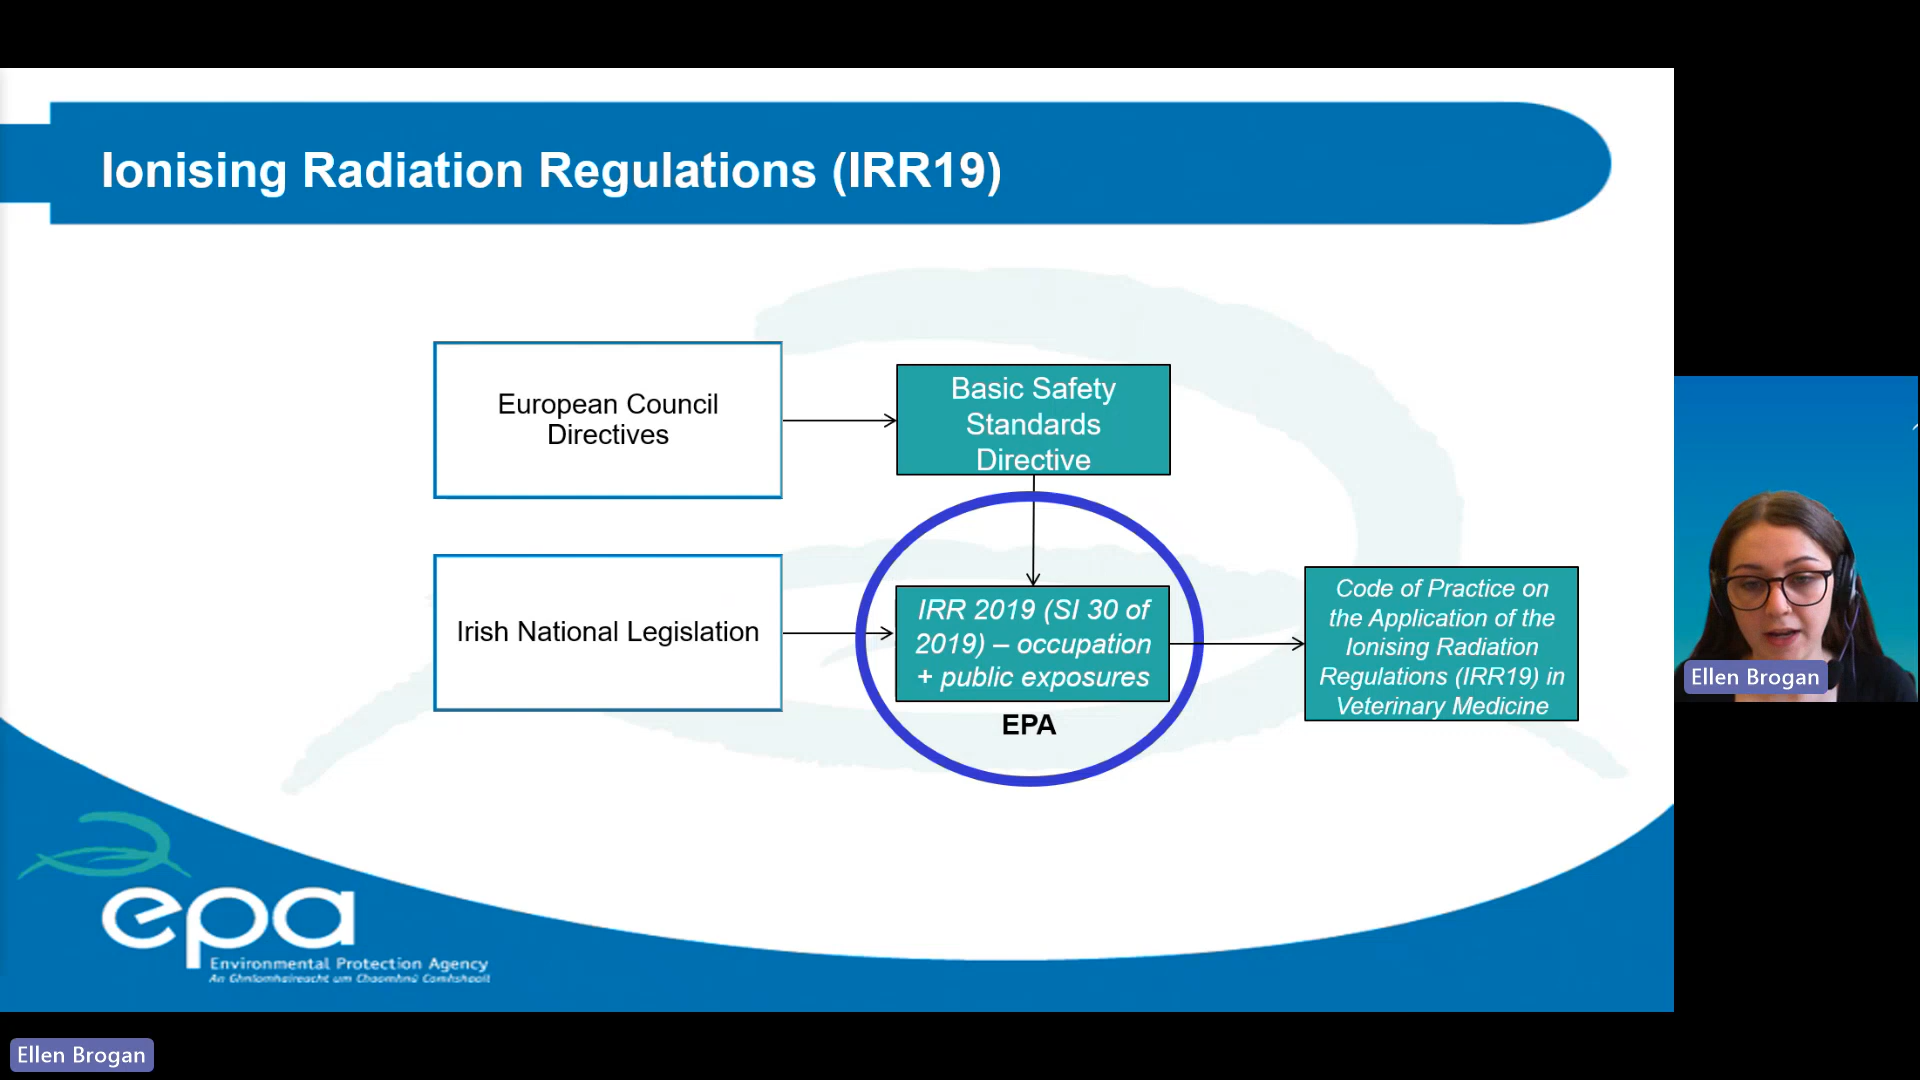 Ionising Radiation Regulations (IRR19)
European Council
Directives
Basic Safety
Standards
Directive
Irish National Legislation
IRR 2019 (SI 30 of
2019) – occupation
+ public exposures
EPA
Code of Practice on
the Application of the
Ionising Radiation
Regulations (IRR19) in
Veterinary Medicine
Ellen Brogan
epa
Environmental Protection Agency
An Ghníomhaireacht um Chaomhnú Comhshaoil
Ellen Brogan